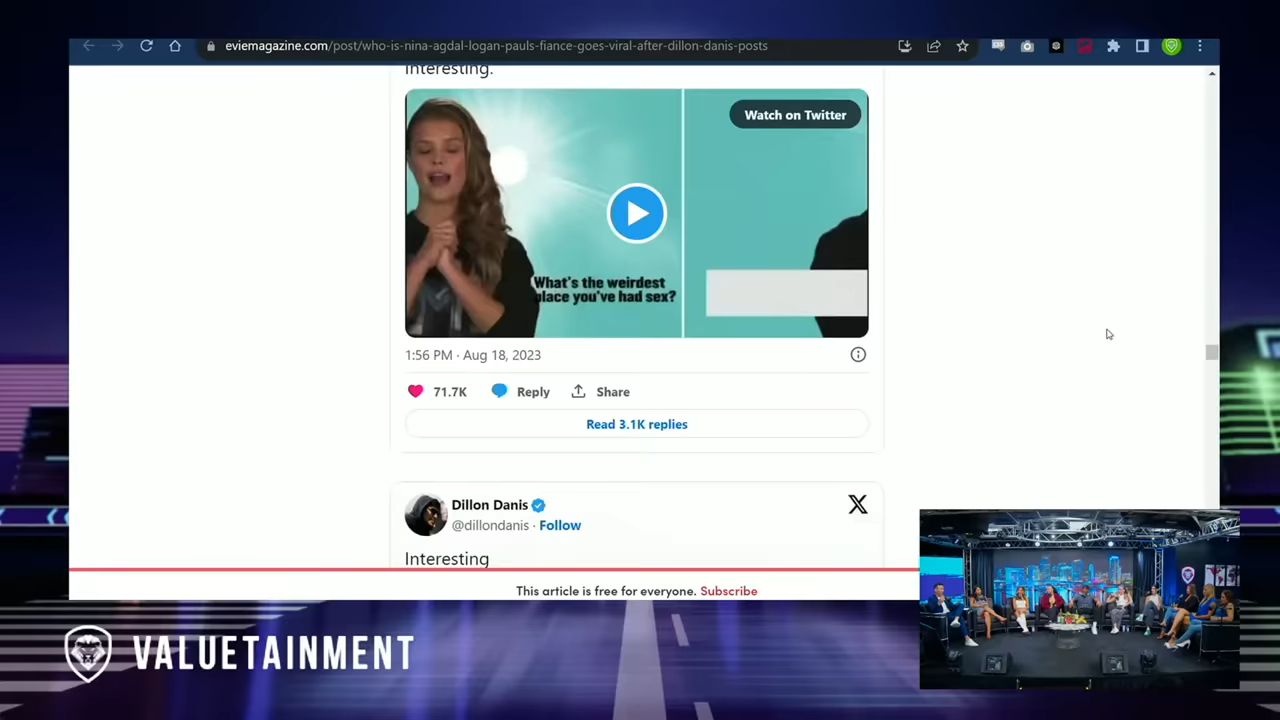 eviemagazine.com/post/who-is-nina-agdal-logan-pauls-fiance-goes-viral-after-dillon-danis-posts
Interesting.
Watch on Twitter
What's the weirdest
place you've had sex?
1:56 PM · Aug 18, 2023
71.7K Reply Share
Read 3.1K replies
Dillon Danis
@dillondanis · Follow
Interesting
This article is free for everyone. Subscribe
VALUETAINMENT